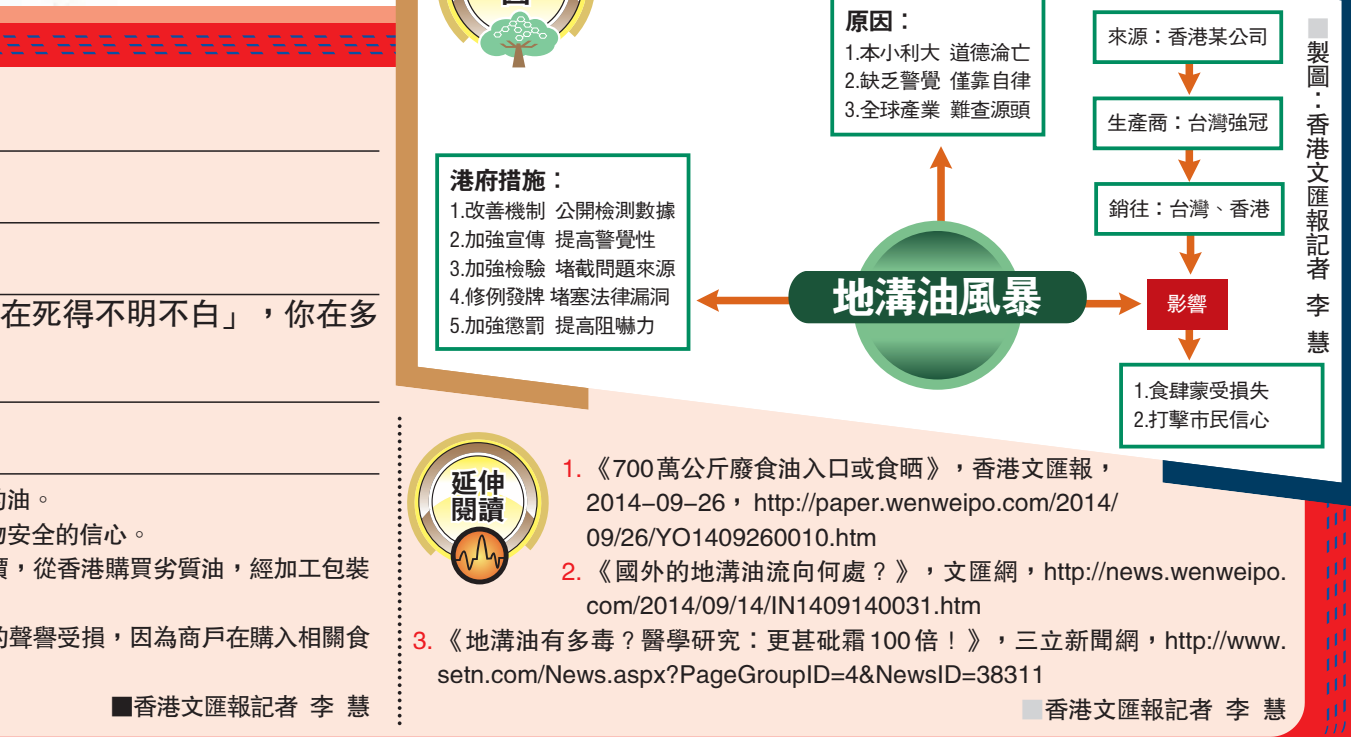 原因：
1.本小利大 道德淪亡
2.缺乏警覺 僅靠自律
3.全球產業 難查源頭
來源：香港某公司
生產商：台灣強冠
銷往：台灣、香港
影響
1.食肆蒙受損失
2.打擊市民信心
港府措施：
1.改善機制 公開檢測數據
2.加強宣傳 提高警覺性
3.加強檢驗 堵截問題來源
4.修例發牌 堵塞法律漏洞
5.加強懲罰 提高阻嚇力
地溝油風暴
■製圖：香港文匯報記者 李 慧
在死得不明不白」，你在多
的油。
物安全的信心。
，從香港購買劣質油，經加工包裝
的聲譽受損，因為商戶在購入相關食
■香港文匯報記者 李 慧
延伸
閱讀
1. 《700萬公斤廢食油入口或食晒》，香港文匯報，
2014–09–26， http://paper.wenweipo.com/2014/
09/26/YO1409260010.htm
2. 《國外的地溝油流向何處？》，文匯網，http://news.wenweipo.
com/2014/09/14/IN1409140031.htm
3. 《地溝油有多毒？醫學研究：更甚砒霜100倍！》，三立新聞網，http://www.
setn.com/News.aspx?PageGroupID=4&NewsID=38311
■香港文匯報記者 李 慧